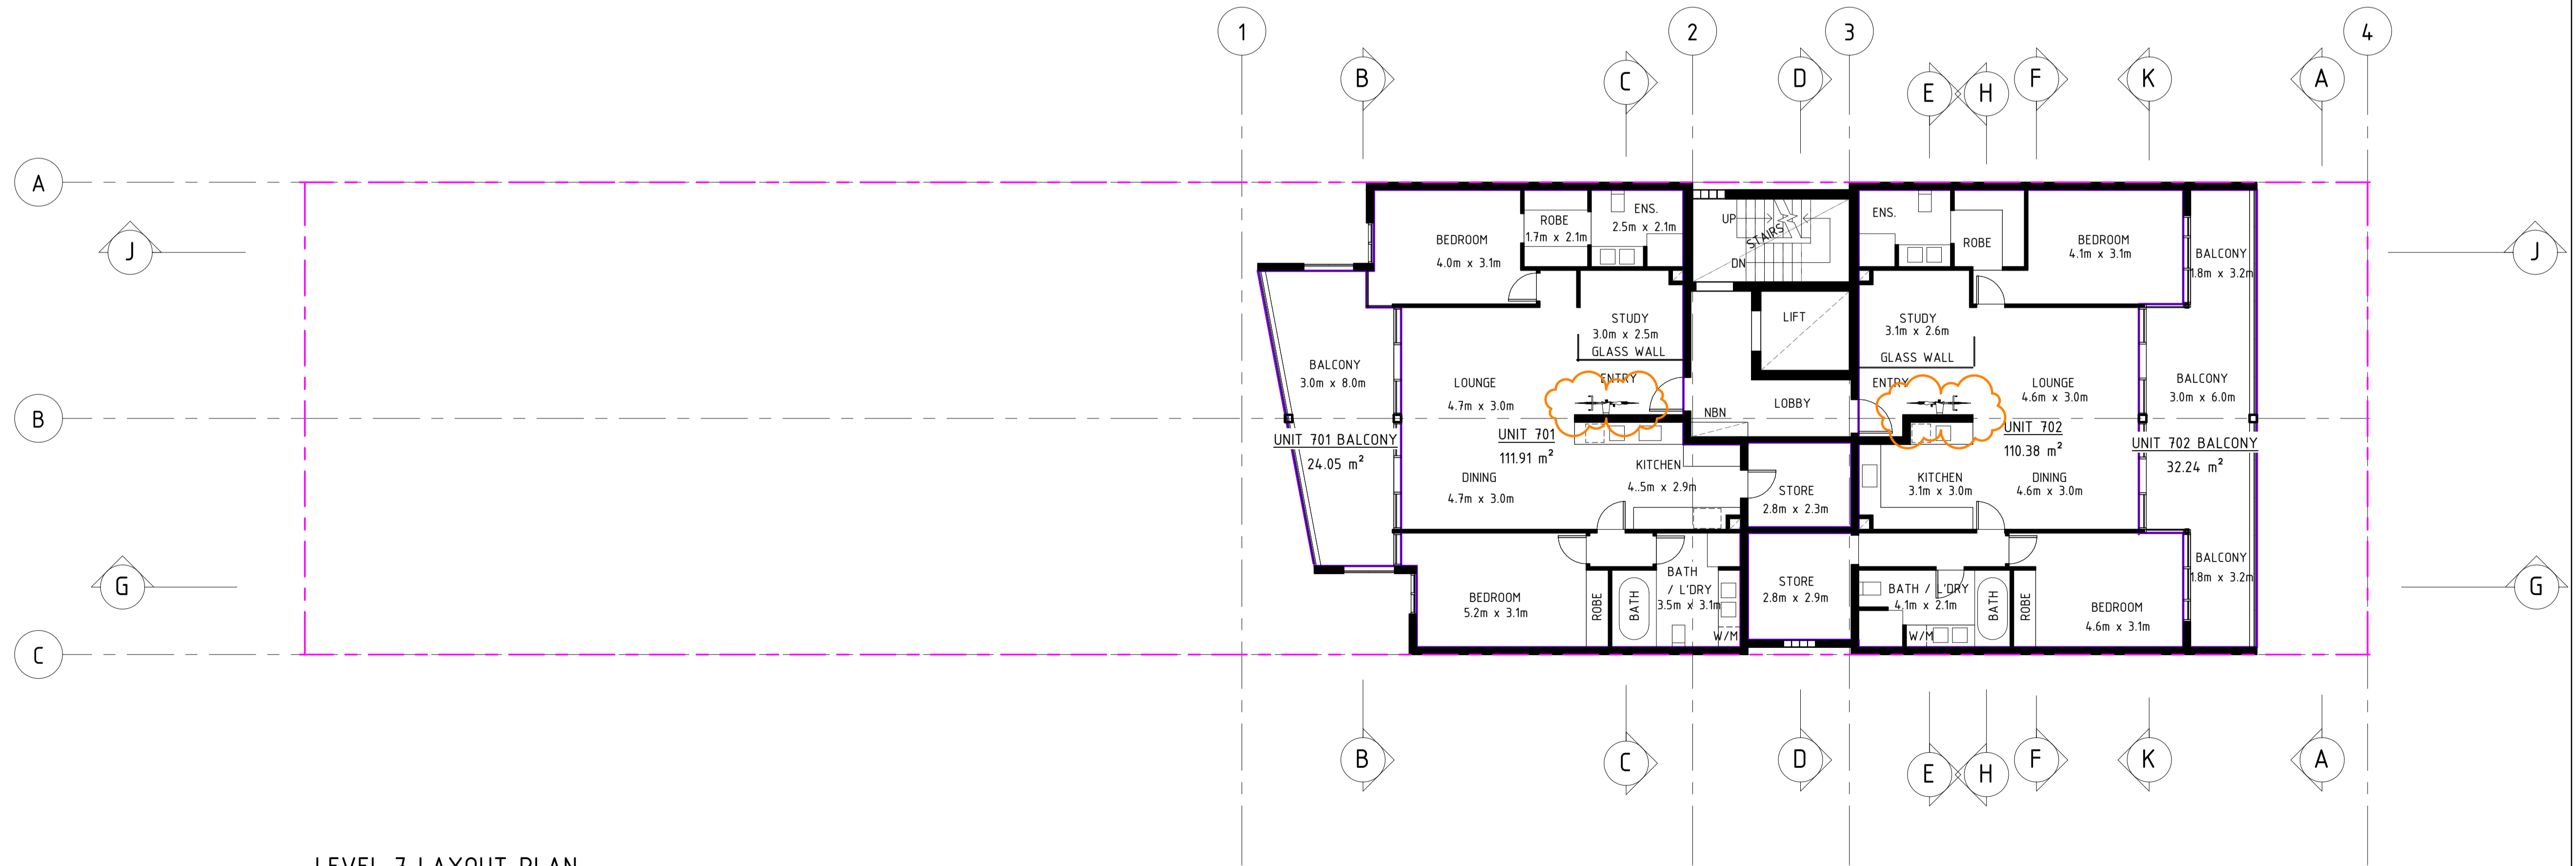 1
2
3
4
B
C
D
E
H
F
K
A
A
J
J
B
C
G
G
BEDROOM
4.0m x 3.1m
ROBE
1.7m x 2.1m
ENS.
2.5m x 2.1m
UP
STAIRS
DN
ENS.
ROBE
BEDROOM
4.1m x 3.1m
BALCONY
1.8m x 3.2m
STUDY
3.0m x 2.5m
GLASS WALL
LIFT
STUDY
3.1m x 2.6m
GLASS WALL
BALCONY
3.0m x 8.0m
LOUNGE
4.7m x 3.0m
ENTRY
NBN
LOBBY
ENTRY
LOUNGE
4.6m x 3.0m
BALCONY
3.0m x 6.0m
UNIT 701 BALCONY
24.05 m²
UNIT 701
111.91 m²
UNIT 702
110.38 m²
UNIT 702 BALCONY
32.24 m²
DINING
4.7m x 3.0m
KITCHEN
4..5m x 2.9m
STORE
2.8m x 2.3m
KITCHEN
3.1m x 3.0m
DINING
4.6m x 3.0m
BEDROOM
5.2m x 3.1m
ROBE
BATH
BATH
/ L'DRY
3.5m x 3.1m
W/M
STORE
2.8m x 2.9m
BATH / L'DRY
4.1m x 2.1m
W/M
BATH
ROBE
BEDROOM
4.6m x 3.1m
BALCONY
1.8m x 3.2m
B
C
D
E
H
F
K
A
LEVEL 7 LAYOUT PLAN